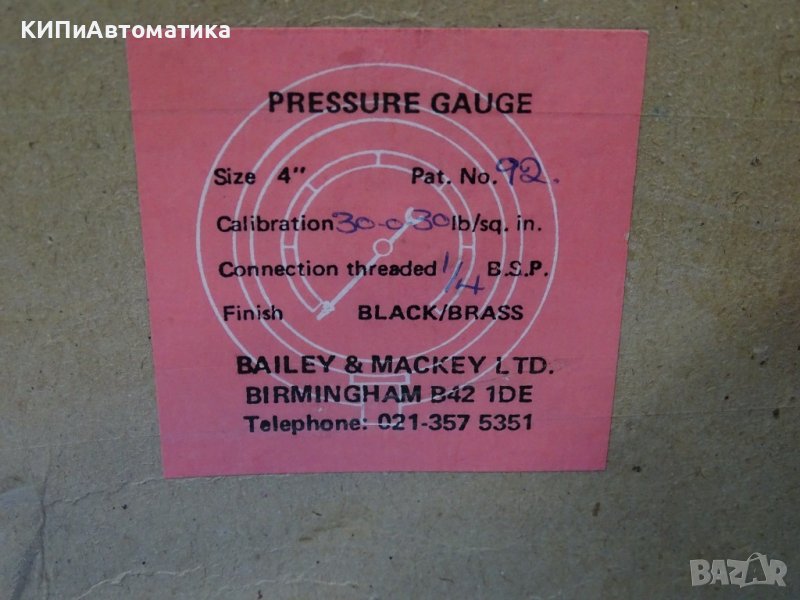 КИПиАвтоматика
PRESSURE GAUGE
Size 4" Pat. No. 92.
Calibration 30-0-30 lb/sq. in.
Connection threaded 1/4 B.S.P.
Finish BLACK/BRASS
BAILEY & MACKEY LTD.
BIRMINGHAM B42 1DE
Telephone: 021-357 5351
BAZAR